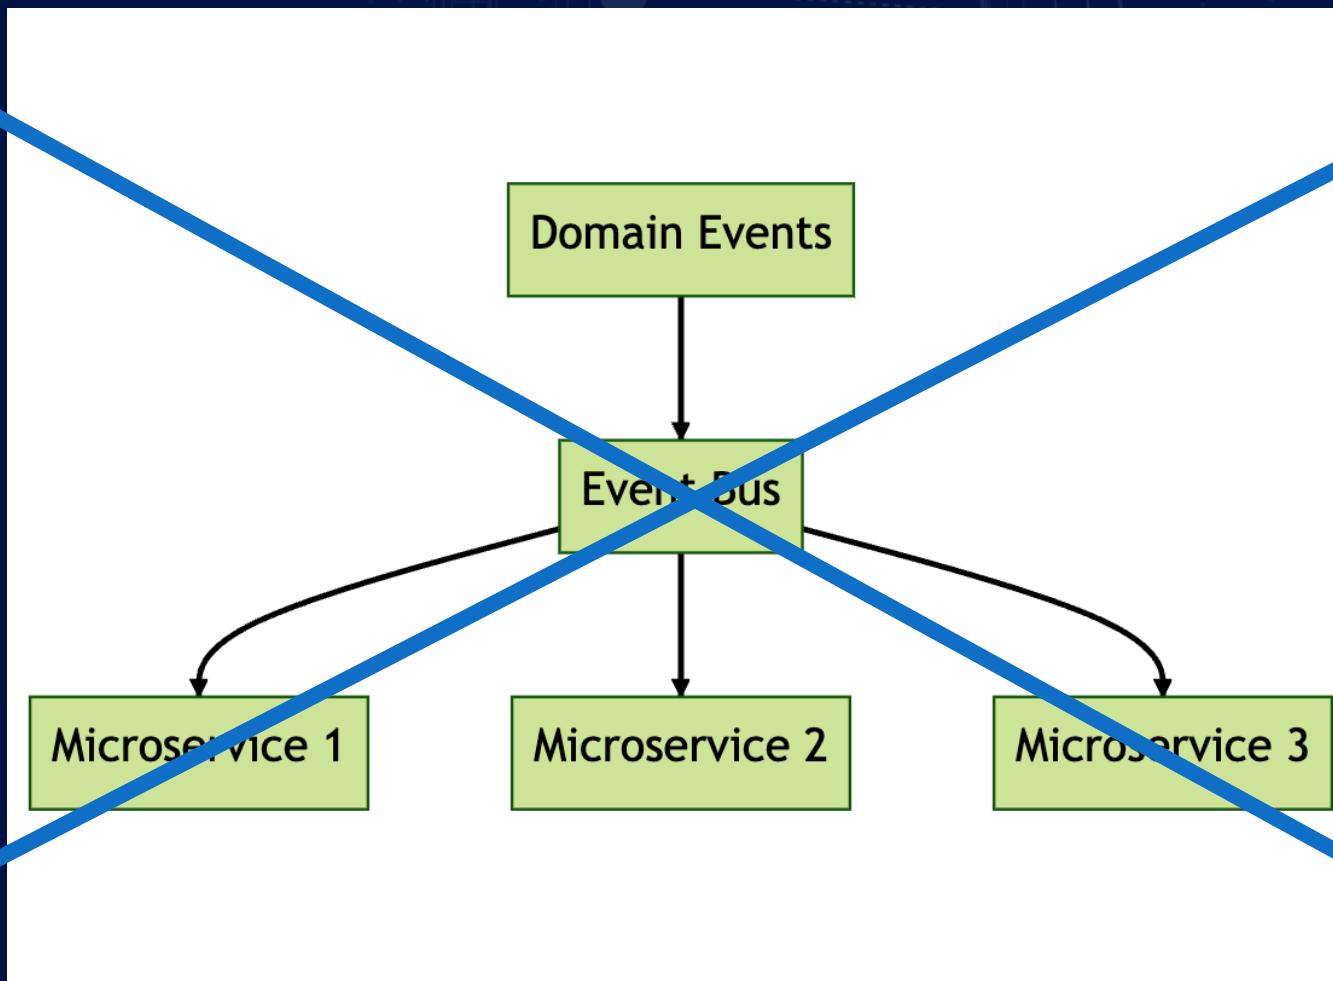 Domain Events
Event Bus
Microservice 1
Microservice 2
Microservice 3